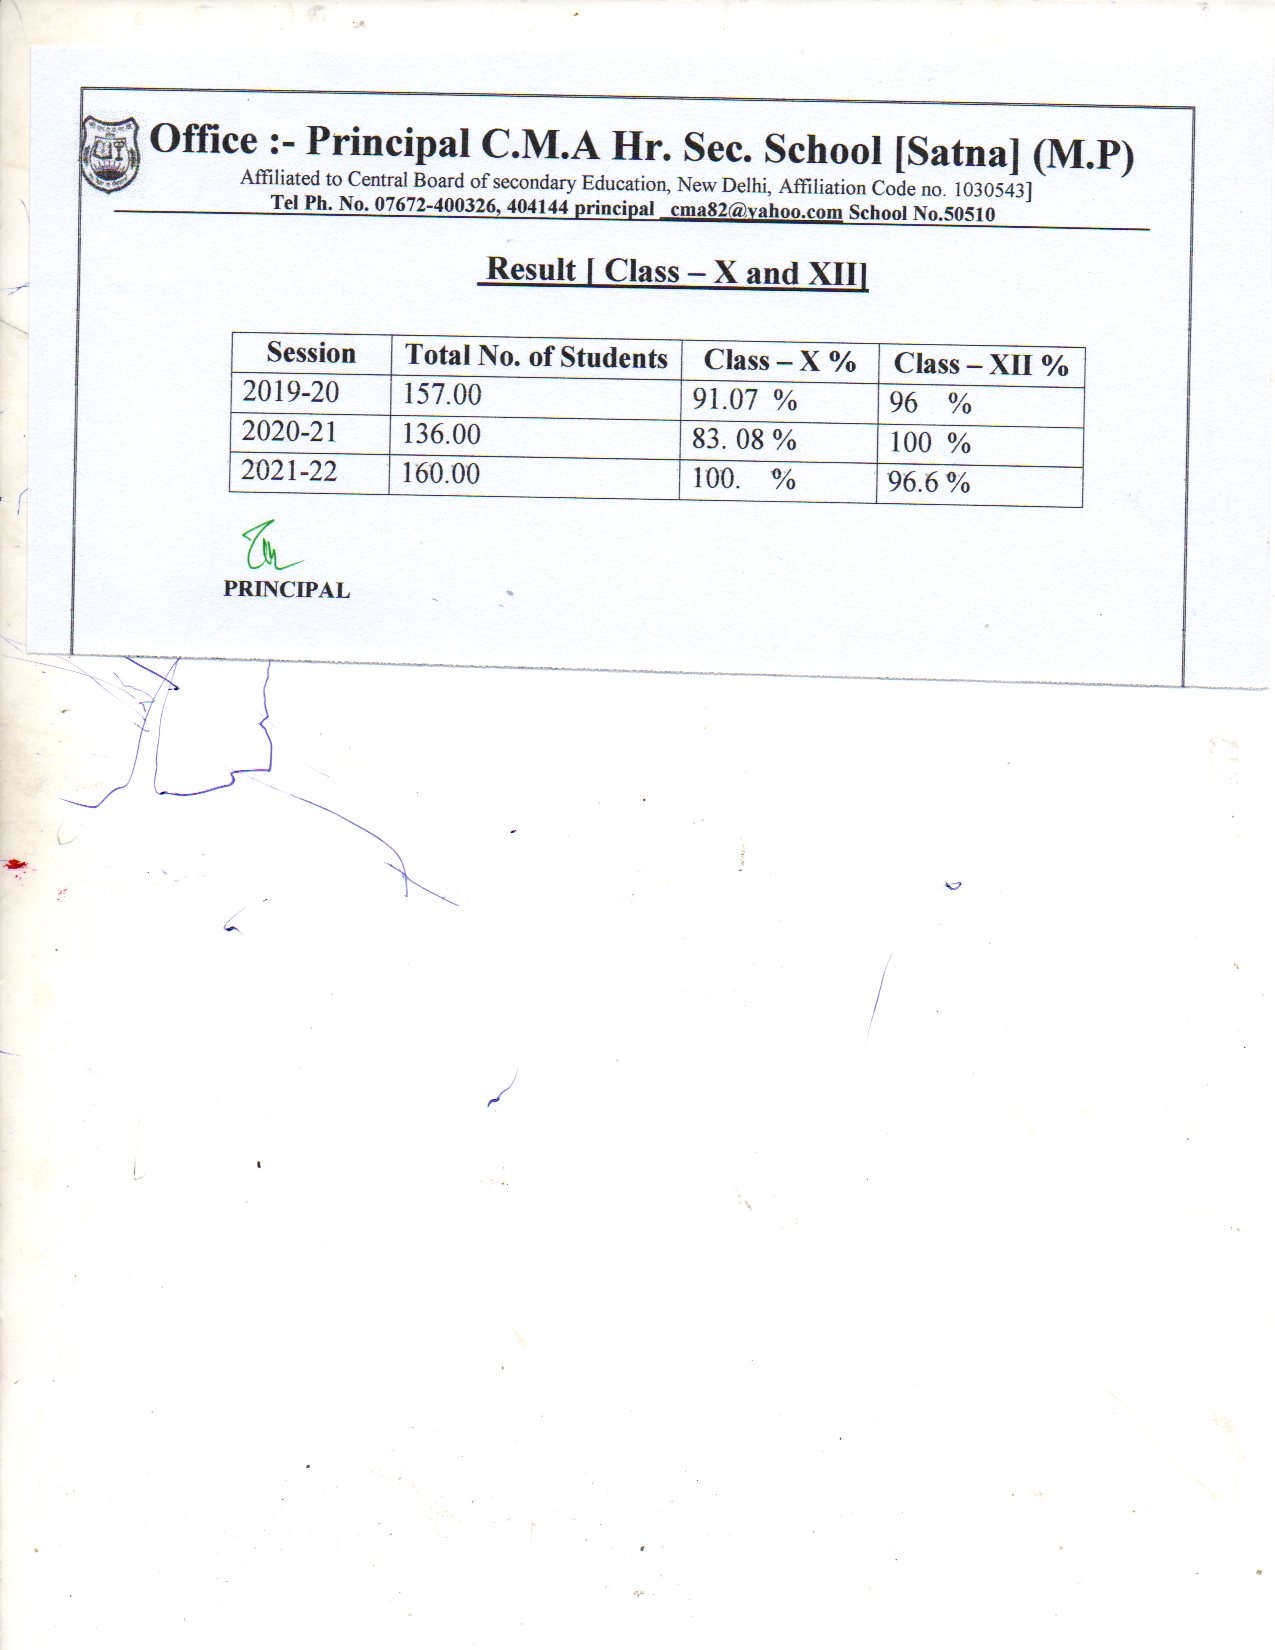 Office :- Principal C.M.A Hr. Sec. School [Satna] (M.P)
Affiliated to Central Board of secondary Education, New Delhi, Affiliation Code no. 1030543]
Tel Ph. No. 07672-400326, 404144 principal_cma82@yahoo.com School No.50510
Result [ Class – X and XII]
Session Total No. of Students Class – X % Class – XII %
2019-20 157.00 91.07 % 96 %
2020-21 136.00 83. 08 % 100 %
2021-22 160.00 100. % 96.6 %
PRINCIPAL